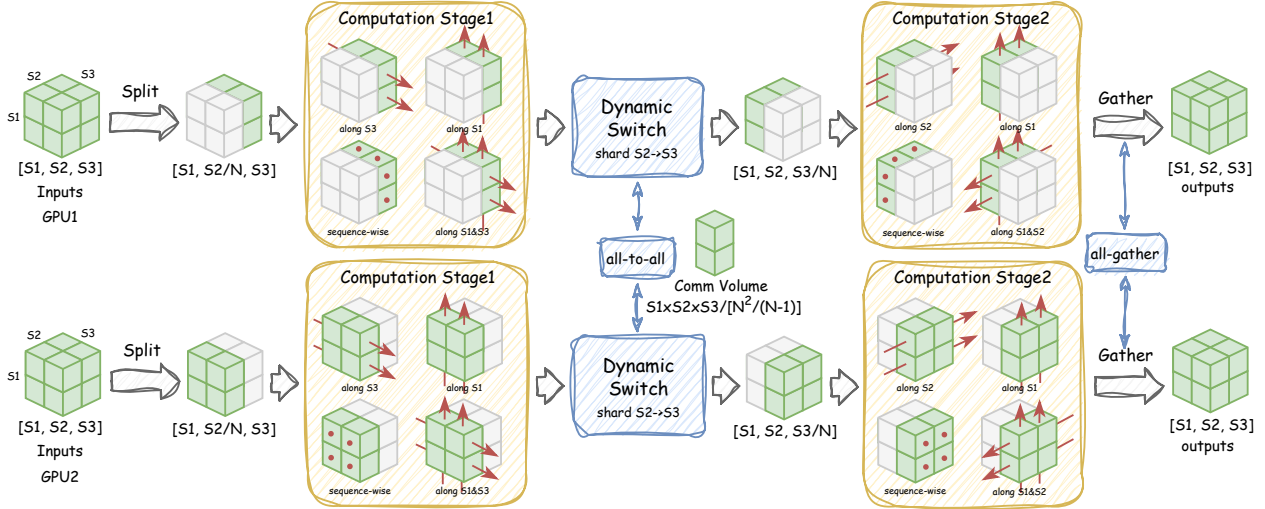 Computation Stage1
S2
S3
S1
Split
along S3
along S1
sequence-wise
along S1&S3
[S1, S2, S3]
Inputs
GPU1
[S1, S2/N, S3]
Dynamic
Switch
shard S2->S3
[S1, S2, S3/N]
Computation Stage2
along S2
along S1
sequence-wise
along S1&S2
Gather
[S1, S2, S3]
outputs
all-to-all
Comm Volume
S1xS2xS3/[N²/(N-1)]
all-gather
Computation Stage1
S2
S3
S1
Split
along S3
along S1
sequence-wise
along S1&S3
[S1, S2, S3]
Inputs
GPU2
[S1, S2/N, S3]
Dynamic
Switch
shard S2->S3
[S1, S2, S3/N]
Computation Stage2
along S2
along S1
sequence-wise
along S1&S2
Gather
[S1, S2, S3]
outputs